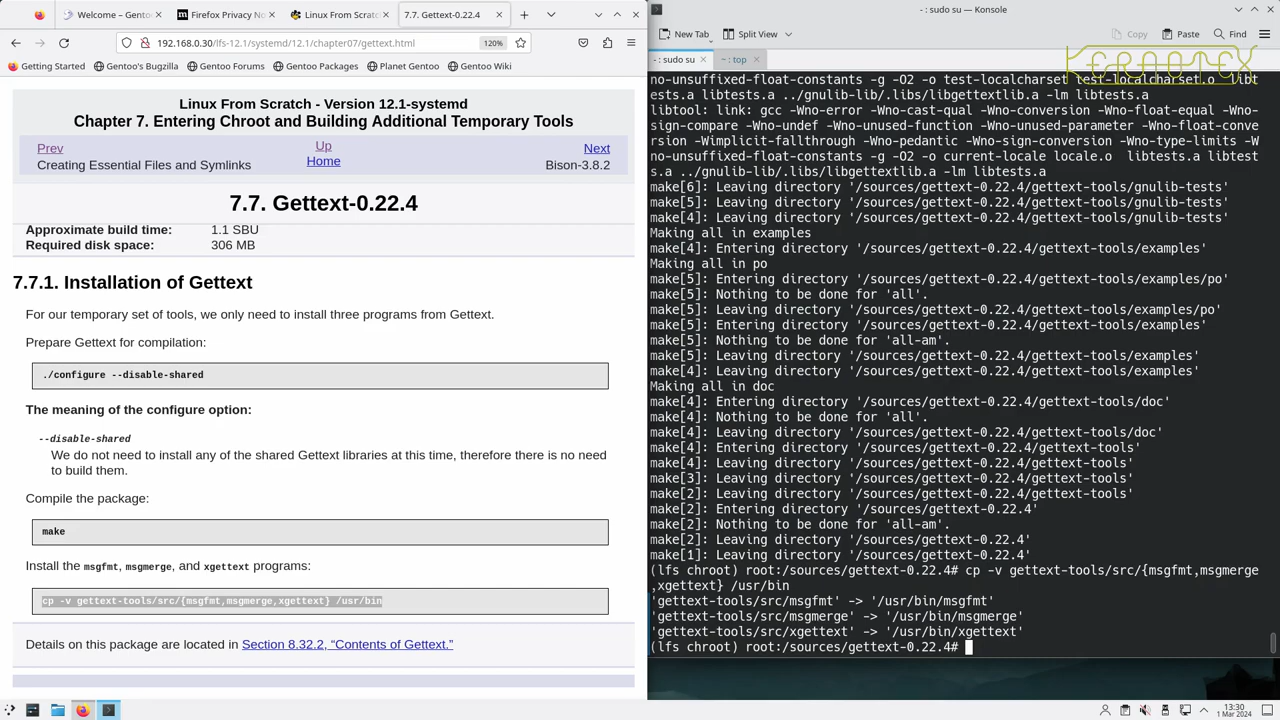 Welcome – Gento
Firefox Privacy No
Linux From Scratc
7.7. Gettext-0.22.4
192.168.0.30/lfs-12.1/systemd/12.1/chapter07/gettext.html
120%
Getting Started
Gentoo's Bugzilla
Gentoo Forums
Gentoo Packages
Planet Gentoo
Gentoo Wiki
Linux From Scratch - Version 12.1-systemd
Chapter 7. Entering Chroot and Building Additional Temporary Tools
Prev
Up
Next
Creating Essential Files and Symlinks
Home
Bison-3.8.2
7.7. Gettext-0.22.4
Approximate build time: 1.1 SBU
Required disk space: 306 MB
7.7.1. Installation of Gettext
For our temporary set of tools, we only need to install three programs from Gettext.
Prepare Gettext for compilation:
./configure --disable-shared
The meaning of the configure option:
--disable-shared
We do not need to install any of the shared Gettext libraries at this time, therefore there is no need
to build them.
Compile the package:
make
Install the msgfmt, msgmerge, and xgettext programs:
cp -v gettext-tools/src/{msgfmt,msgmerge,xgettext} /usr/bin
Details on this package are located in Section 8.32.2, “Contents of Gettext.”
- : sudo su — Konsole
New Tab
Split View
Copy
Paste
Find
- : sudo su
~ : top
KERNOTEX
no-unsuffixed-float-constants -g -O2 -o test-localcharset test-localcharset.o libt
ests.a libtests.a ../gnulib-lib/.libs/libgettextlib.a -lm libtests.a
libtool: link: gcc -Wno-error -Wno-cast-qual -Wno-conversion -Wno-float-equal -Wno-
sign-compare -Wno-undef -Wno-unused-function -Wno-unused-parameter -Wno-float-conve
rsion -Wimplicit-fallthrough -Wno-pedantic -Wno-sign-conversion -Wno-type-limits -W
no-unsuffixed-float-constants -g -O2 -o current-locale locale.o  libtests.a libtest
s.a ../gnulib-lib/.libs/libgettextlib.a -lm libtests.a
make[6]: Leaving directory '/sources/gettext-0.22.4/gettext-tools/gnulib-tests'
make[5]: Leaving directory '/sources/gettext-0.22.4/gettext-tools/gnulib-tests'
make[4]: Leaving directory '/sources/gettext-0.22.4/gettext-tools/gnulib-tests'
Making all in examples
make[4]: Entering directory '/sources/gettext-0.22.4/gettext-tools/examples'
Making all in po
make[5]: Entering directory '/sources/gettext-0.22.4/gettext-tools/examples/po'
make[5]: Nothing to be done for 'all'.
make[5]: Leaving directory '/sources/gettext-0.22.4/gettext-tools/examples/po'
make[5]: Entering directory '/sources/gettext-0.22.4/gettext-tools/examples'
make[5]: Nothing to be done for 'all-am'.
make[5]: Leaving directory '/sources/gettext-0.22.4/gettext-tools/examples'
make[4]: Leaving directory '/sources/gettext-0.22.4/gettext-tools/examples'
Making all in doc
make[4]: Entering directory '/sources/gettext-0.22.4/gettext-tools/doc'
make[4]: Nothing to be done for 'all'.
make[4]: Leaving directory '/sources/gettext-0.22.4/gettext-tools/doc'
make[4]: Entering directory '/sources/gettext-0.22.4/gettext-tools'
make[4]: Leaving directory '/sources/gettext-0.22.4/gettext-tools'
make[3]: Leaving directory '/sources/gettext-0.22.4/gettext-tools'
make[2]: Leaving directory '/sources/gettext-0.22.4/gettext-tools'
make[2]: Entering directory '/sources/gettext-0.22.4'
make[2]: Nothing to be done for 'all-am'.
make[2]: Leaving directory '/sources/gettext-0.22.4'
make[1]: Leaving directory '/sources/gettext-0.22.4'
(lfs chroot) root:/sources/gettext-0.22.4# cp -v gettext-tools/src/{msgfmt,msgmerge
,xgettext} /usr/bin
'gettext-tools/src/msgfmt' -> '/usr/bin/msgfmt'
'gettext-tools/src/msgmerge' -> '/usr/bin/msgmerge'
'gettext-tools/src/xgettext' -> '/usr/bin/xgettext'
(lfs chroot) root:/sources/gettext-0.22.4#
13:30
1 Mar 2024